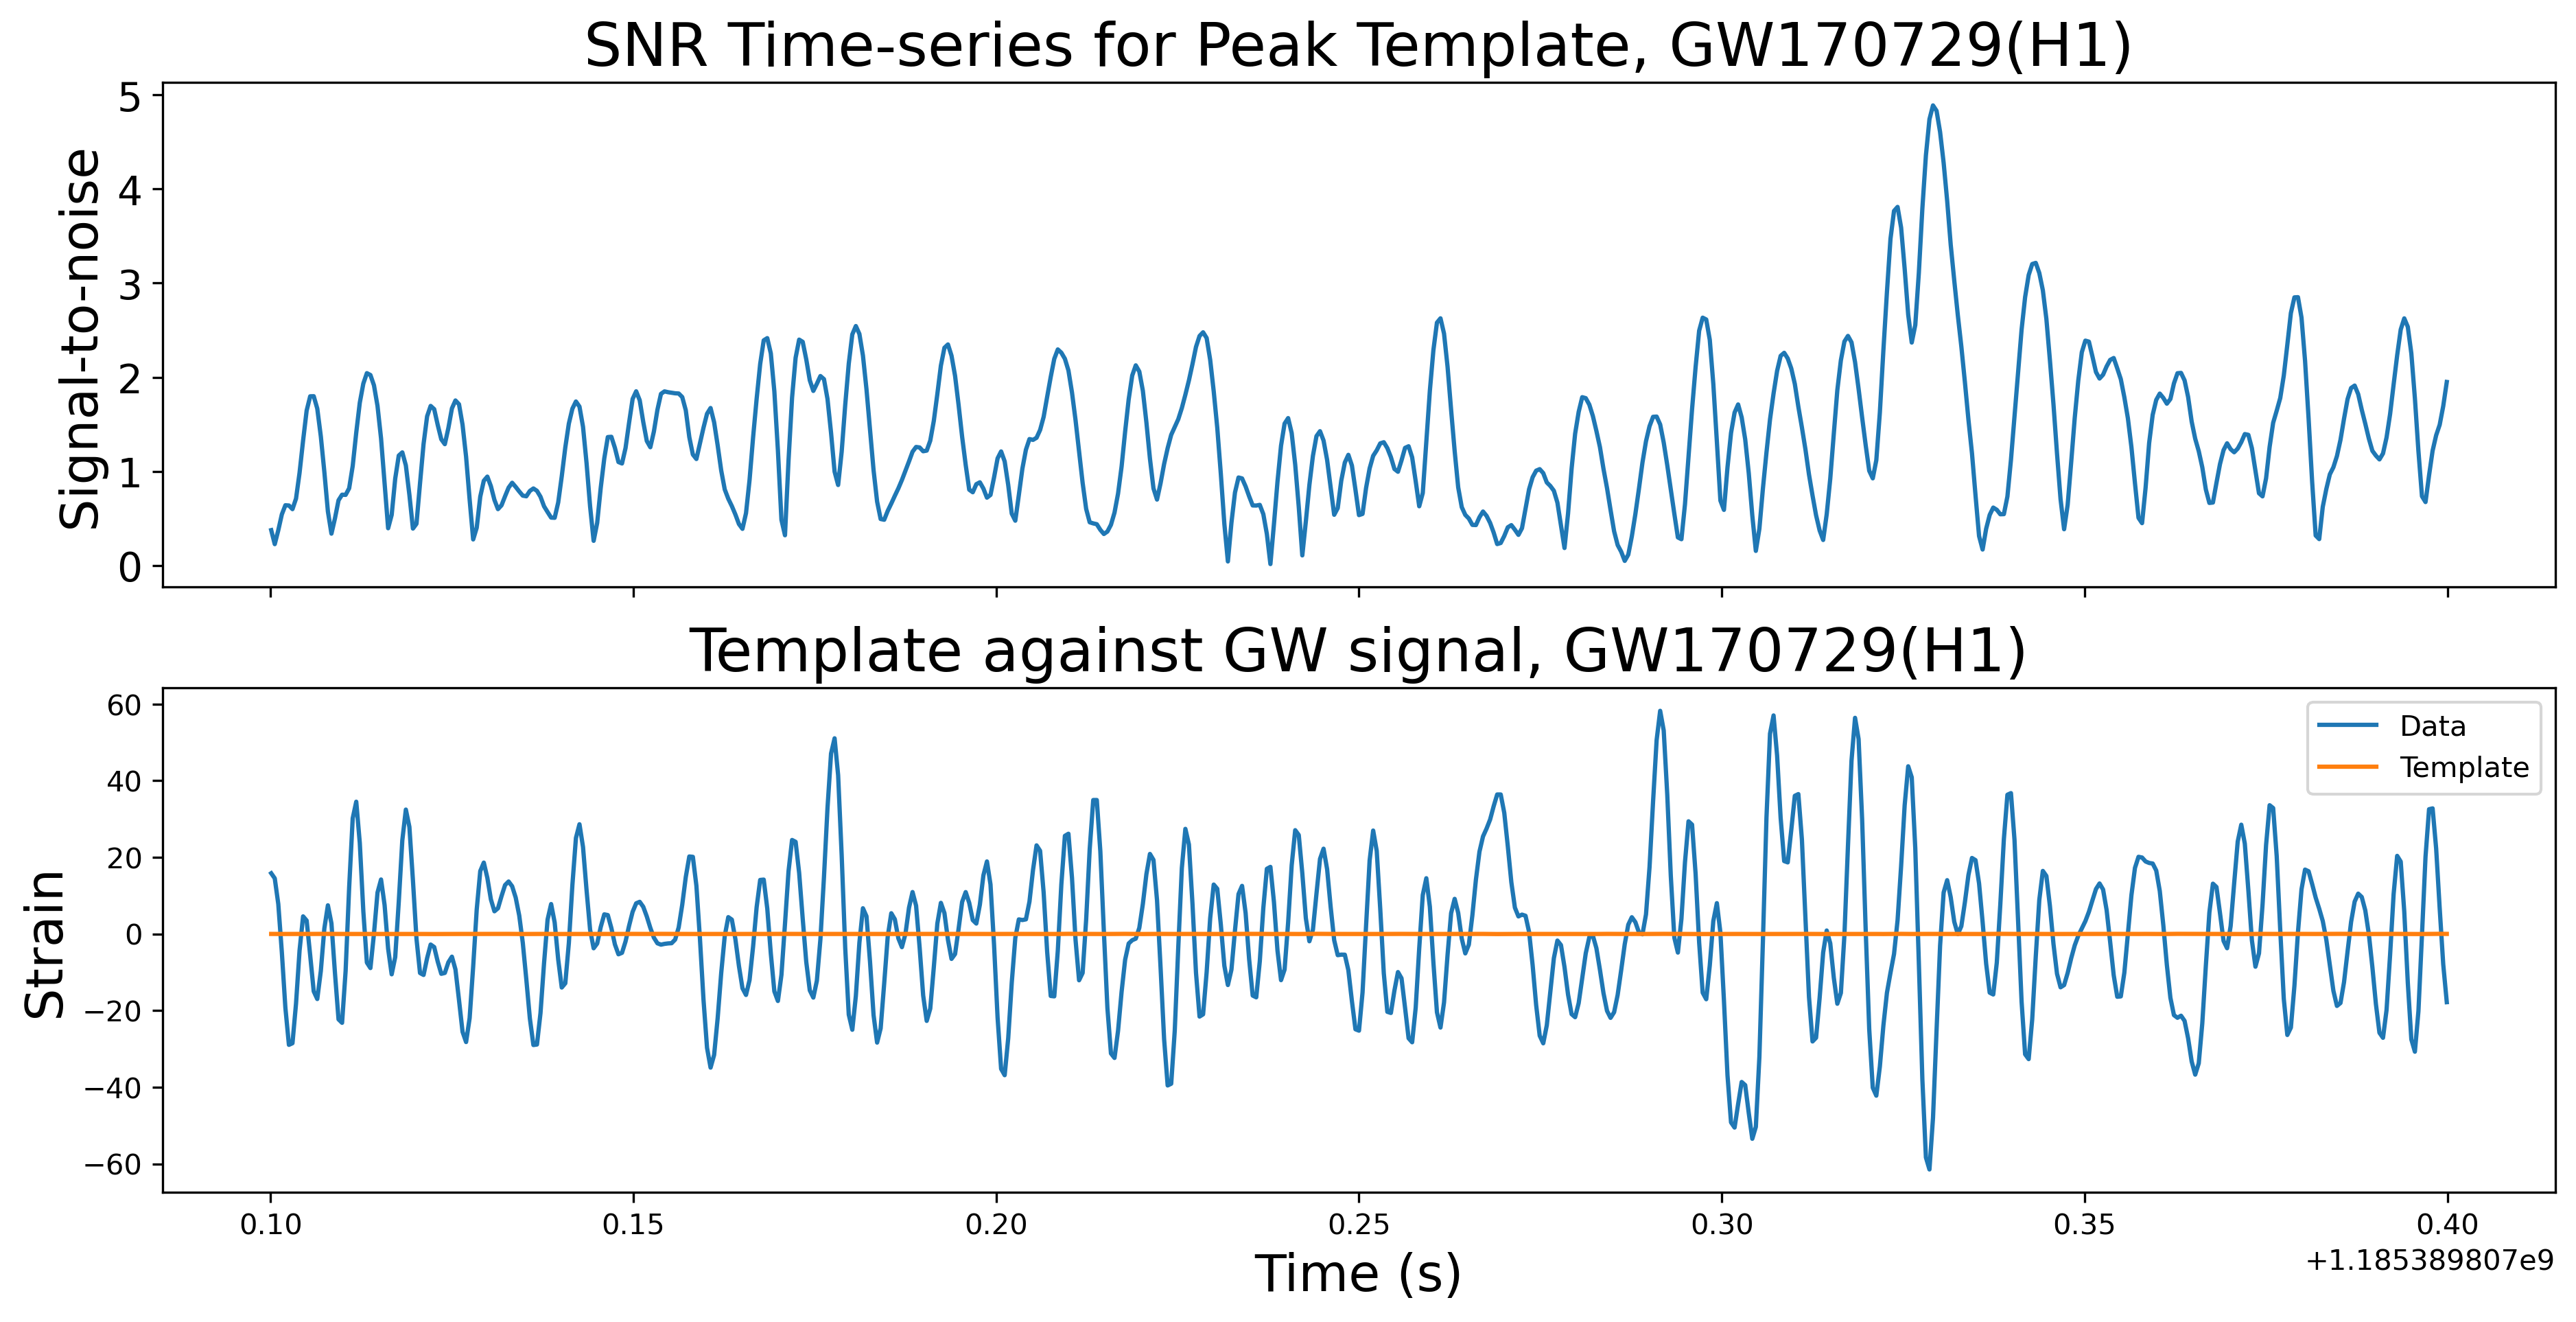 SNR Time-series for Peak Template, GW170729(H1)
5
4
3
2
1
0
Signal-to-noise
Template against GW signal, GW170729(H1)
60
40
20
0
−20
−40
−60
Strain
Data
Template
0.10 0.15 0.20 0.25 0.30 0.35 0.40
+1.185389807e9
Time (s)